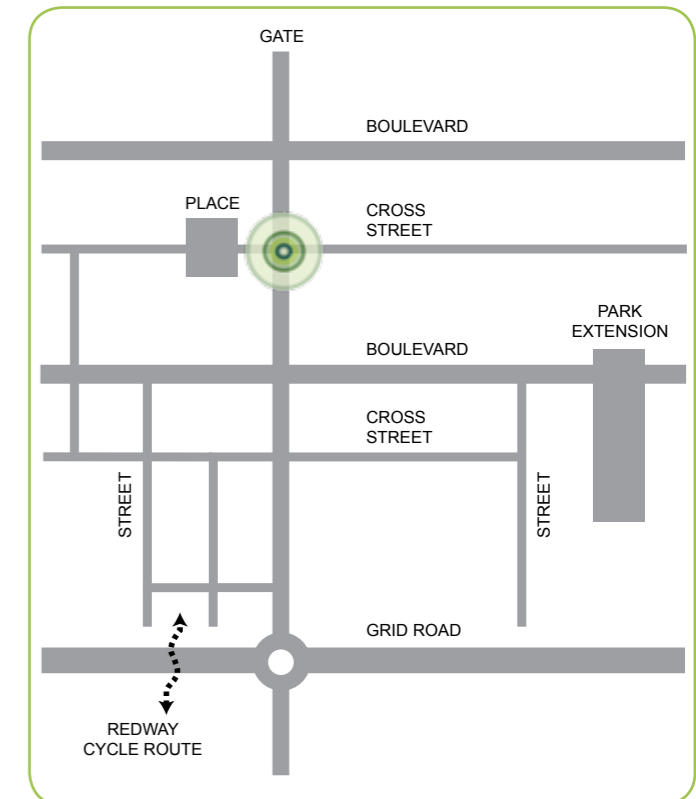 GATE
BOULEVARD
PLACE
CROSS
STREET
PARK
EXTENSION
BOULEVARD
CROSS
STREET
STREET
STREET
GRID ROAD
REDWAY
CYCLE ROUTE